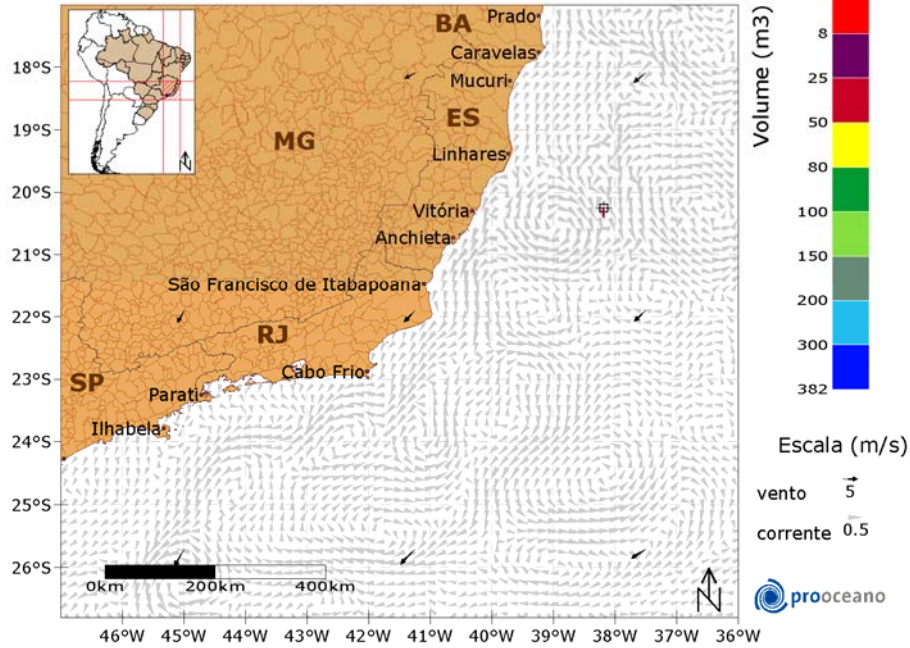 BA
Prado
Caravelas
Mucuri
ES
MG
Linhares
Vitória
Anchieta
São Francisco de Itabapoana
RJ
SP
Cabo Frio
Parati
Ilhabela
18°S
19°S
20°S
21°S
22°S
23°S
24°S
25°S
26°S
0km 200km 400km
N
46°W 45°W 44°W 43°W 42°W 41°W 40°W 39°W 38°W 37°W 36°W
Volume (m3)
8
25
50
80
100
150
200
300
382
Escala (m/s)
vento 5
corrente 0.5
prooceano